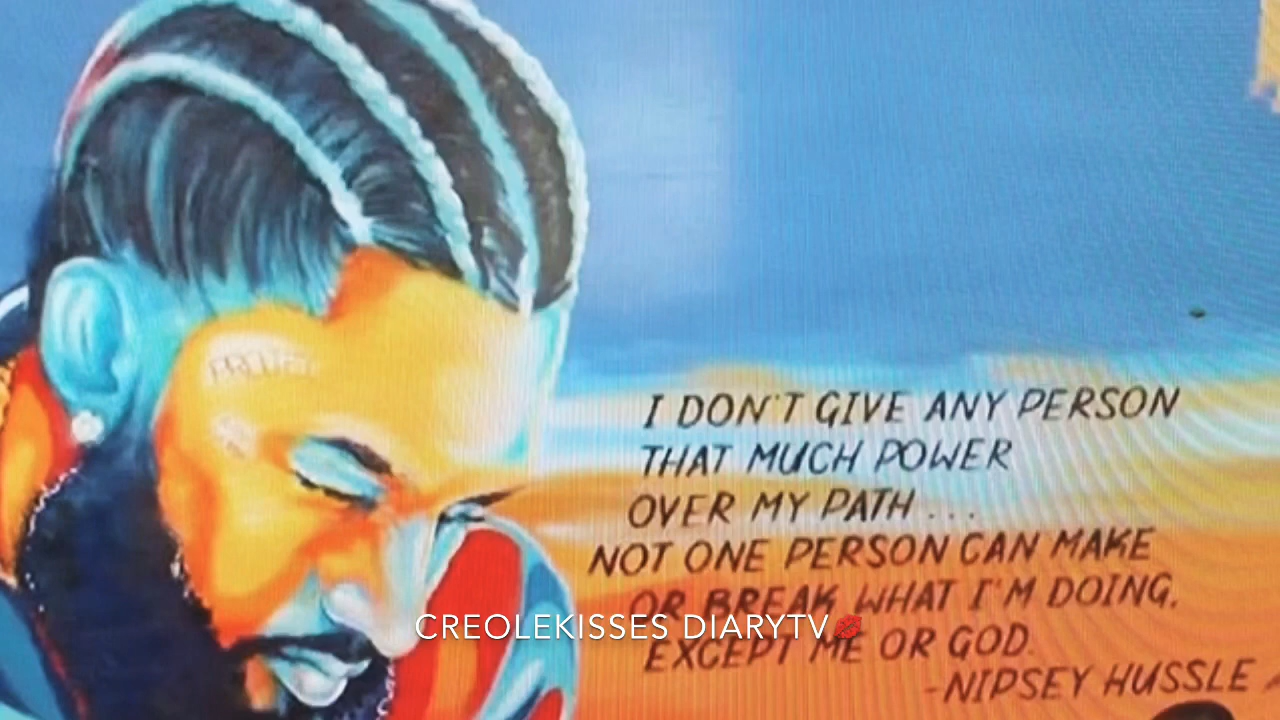 I DON'T GIVE ANY PERSON
THAT MUCH POWER
OVER MY PATH ...
NOT ONE PERSON CAN MAKE
OR BREAK WHAT I'M DOING,
EXCEPT ME OR GOD.
-NIPSEY HUSSLE
CREOLEKISSES DIARYTV💋